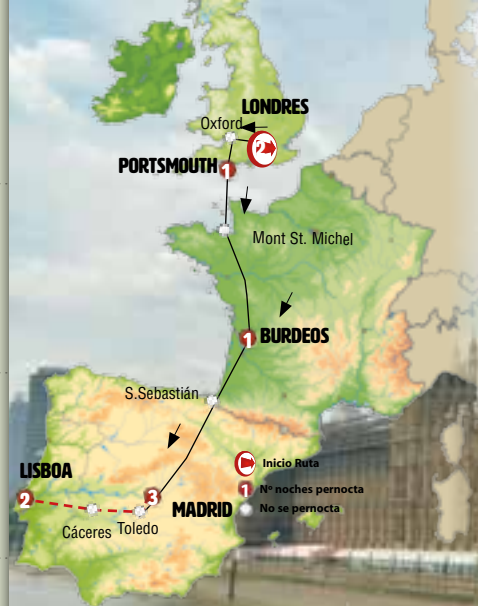 LONDRES
Oxford
2
PORTSMOUTH
1
Mont St. Michel
1 BURDEOS
S.Sebastián
Inicio Ruta
LISBOA
1 Nº noches pernocta
2
3
MADRID
No se pernocta
Cáceres
Toledo